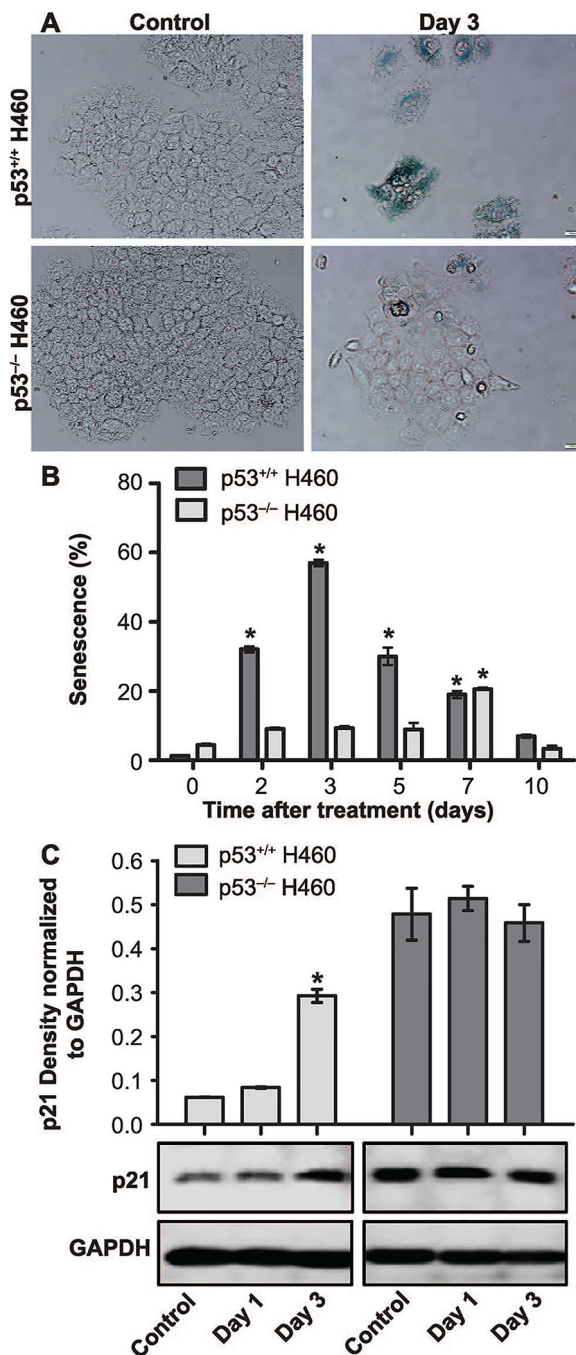 A
Control
Day 3
p53+/+ H460
p53−/− H460
B
p53+/+ H460
p53−/− H460
Senescence (%)
80
60
40
20
0
*
*
*
*
*
0 2 3 5 7 10
Time after treatment (days)
C
p53+/+ H460
p53−/− H460
p21 Density normalized
to GAPDH
0.6
0.5
0.4
0.3
0.2
0.1
0.0
*
p21
GAPDH
Control Day 1 Day 3 Control Day 1 Day 3